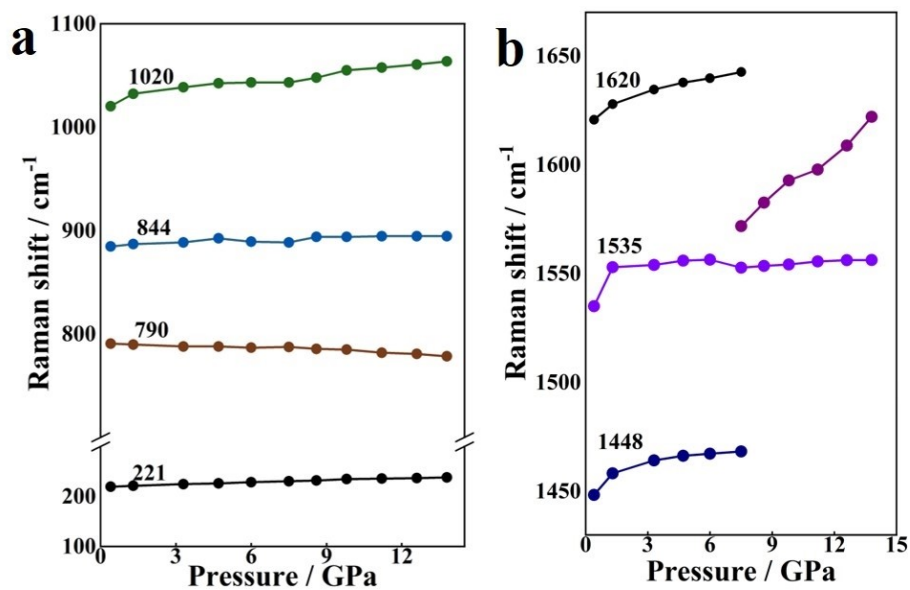 a
Raman shift / cm⁻¹
1100
1000
900
800
200
100
1020
844
790
221
0 3 6 9 12
Pressure / GPa
b
Raman shift / cm⁻¹
1650
1600
1550
1500
1450
1620
1535
1448
0 3 6 9 12 15
Pressure / GPa